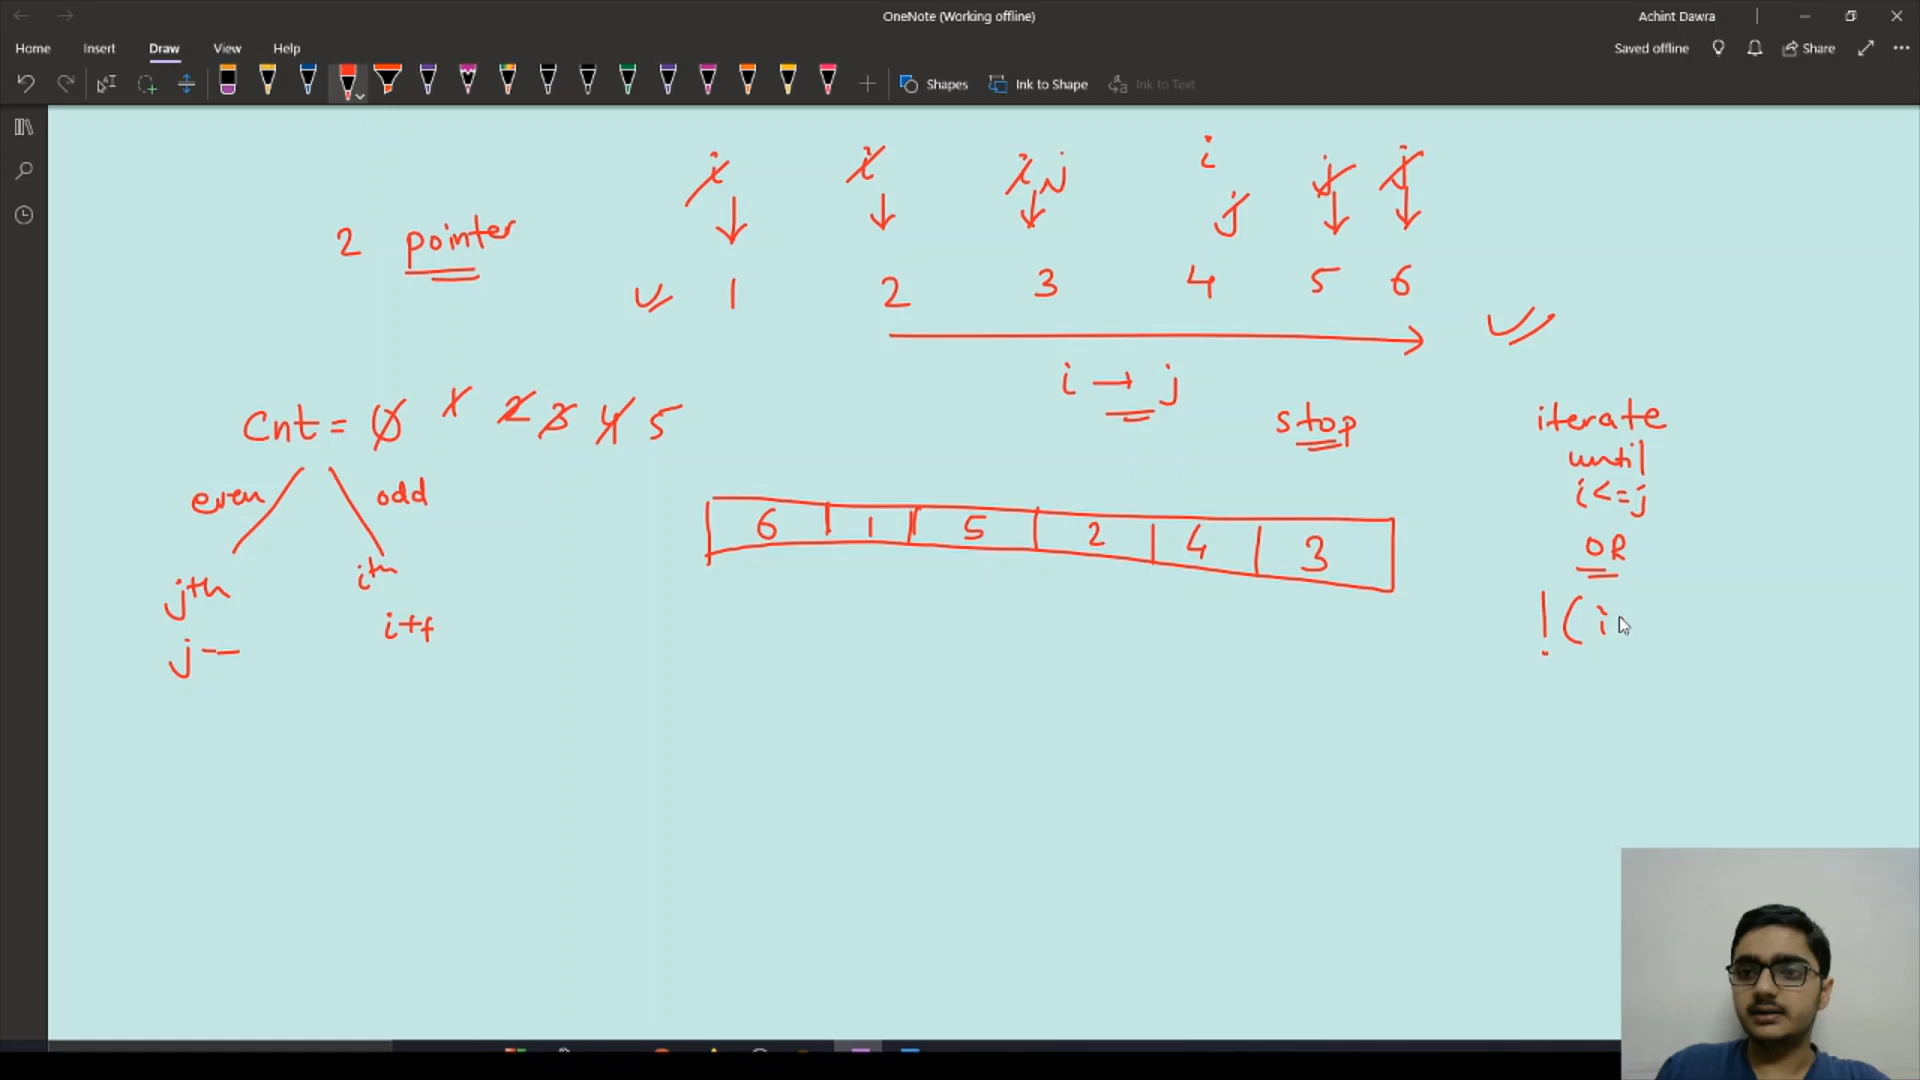 OneNote (Working offline)
Achint Dawra
Home Insert Draw View Help
Saved offline
Share
Shapes
Ink to Shape
Ink to Text
i i i j i j j
j
2 pointer
1 2 3 4 5 6
i → j
Cnt = 0 1 2 3 4 5
stop
iterate
until
i<=j
OR
!( i
even odd
jth
j--
ith
i++
6 1 5 2 4 3